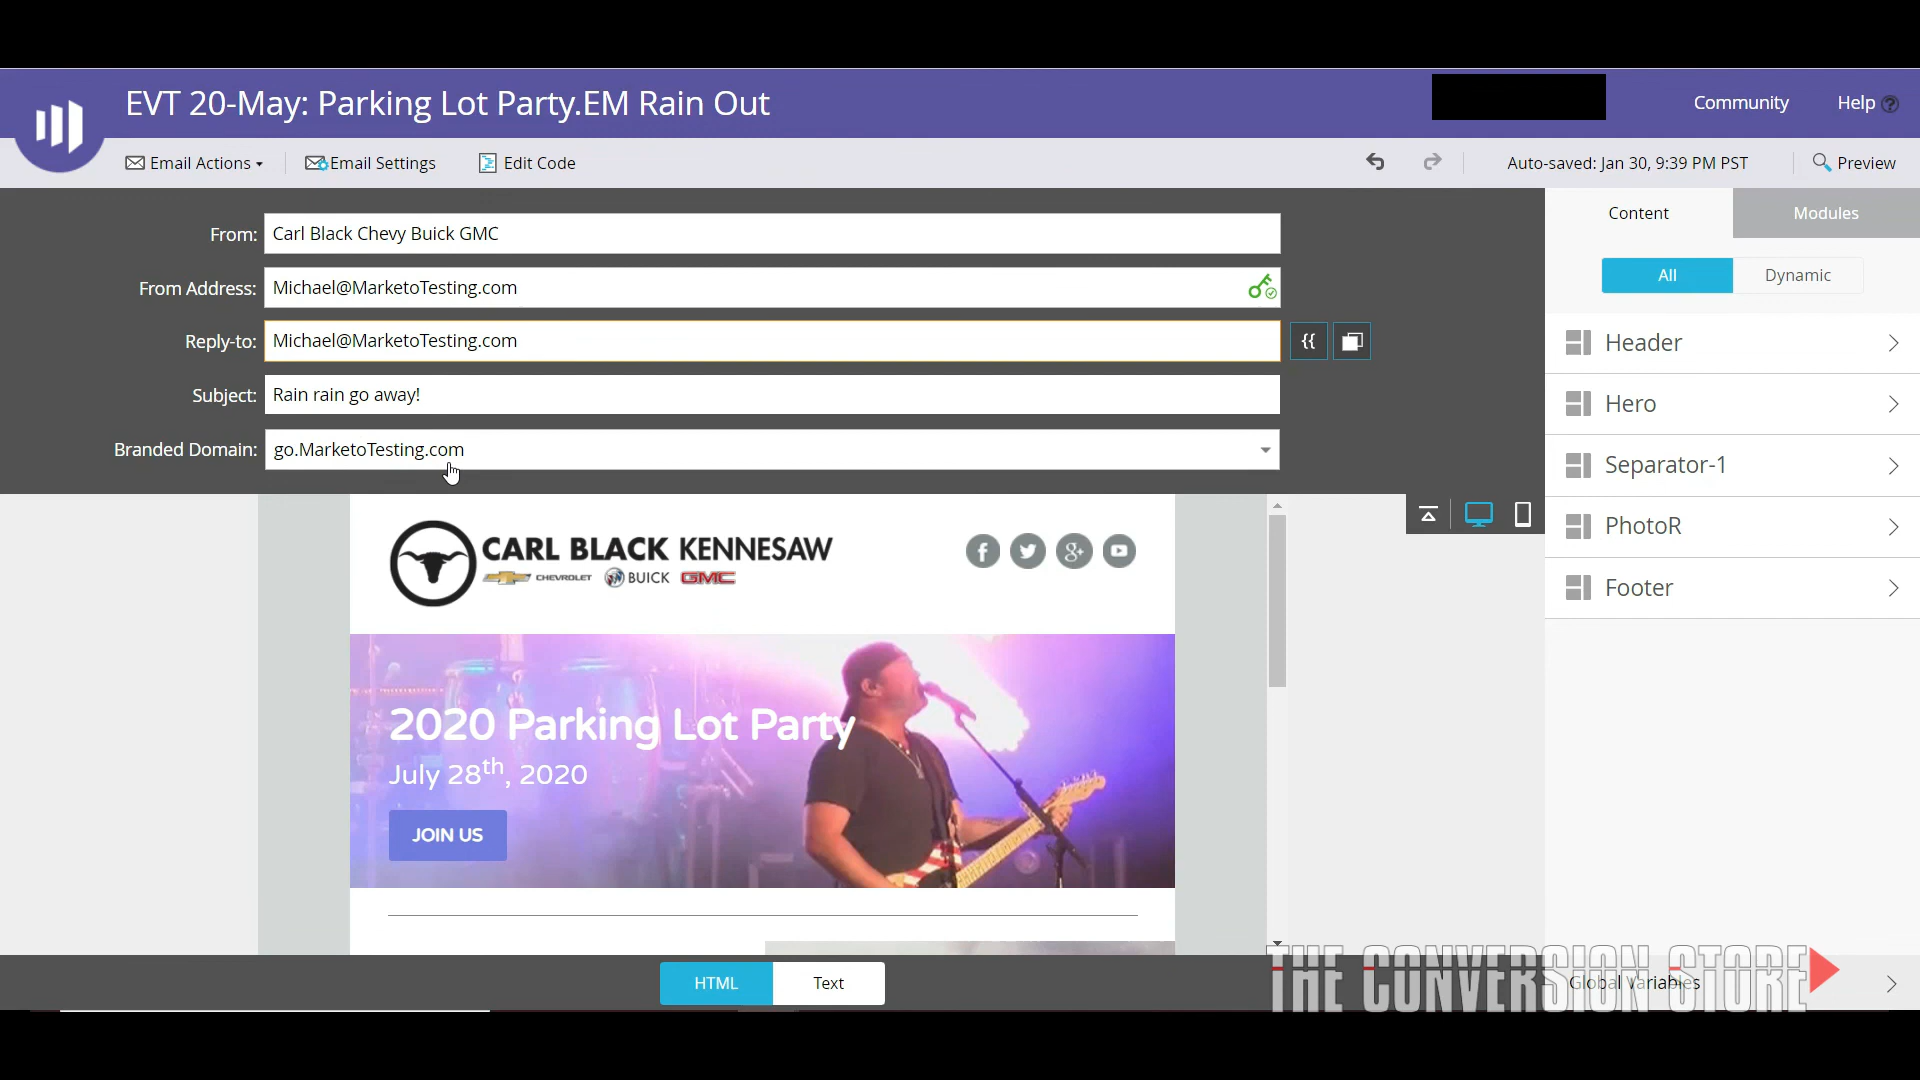 EVT 20-May: Parking Lot Party.EM Rain Out
Community
Help
Email Actions
Email Settings
Edit Code
Auto-saved: Jan 30, 9:39 PM PST
Preview
From: Carl Black Chevy Buick GMC
From Address: Michael@MarketoTesting.com
Reply-to: Michael@MarketoTesting.com
{{
Subject: Rain rain go away!
Branded Domain: go.MarketoTesting.com
Content
Modules
All
Dynamic
Header
Hero
Separator-1
PhotoR
Footer
CARL BLACK KENNESAW
CHEVROLET BUICK GMC
2020 Parking Lot Party
July 28th, 2020
JOIN US
HTML
Text
Global Variables
THE CONVERSION STORE